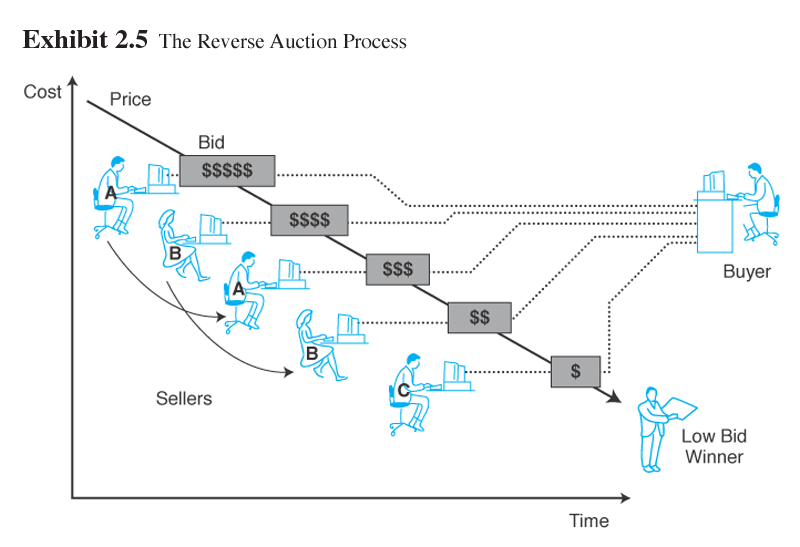 Exhibit 2.5 The Reverse Auction Process
Cost
Price
Bid
$$$$$
A
$$$$
B
$$$
A
Buyer
$$
B
$
C
Sellers
Low Bid
Winner
Time